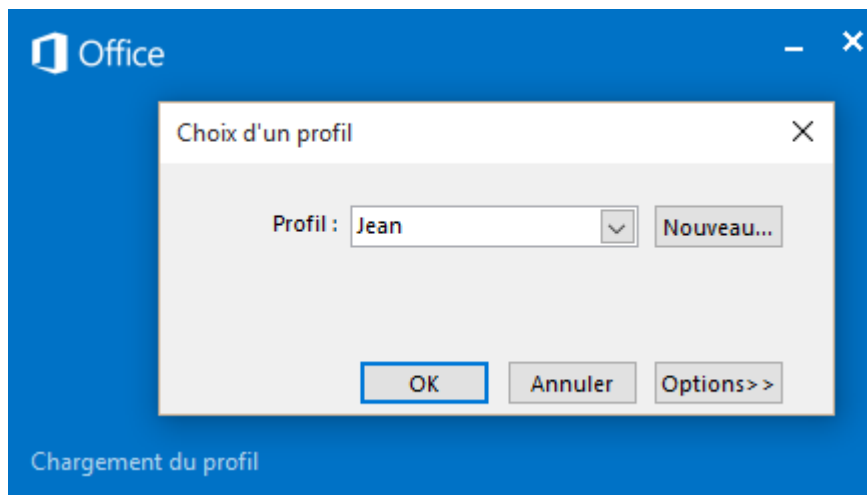 Office
Choix d'un profil
Profil : Jean Nouveau...
OK Annuler Options>>
Chargement du profil